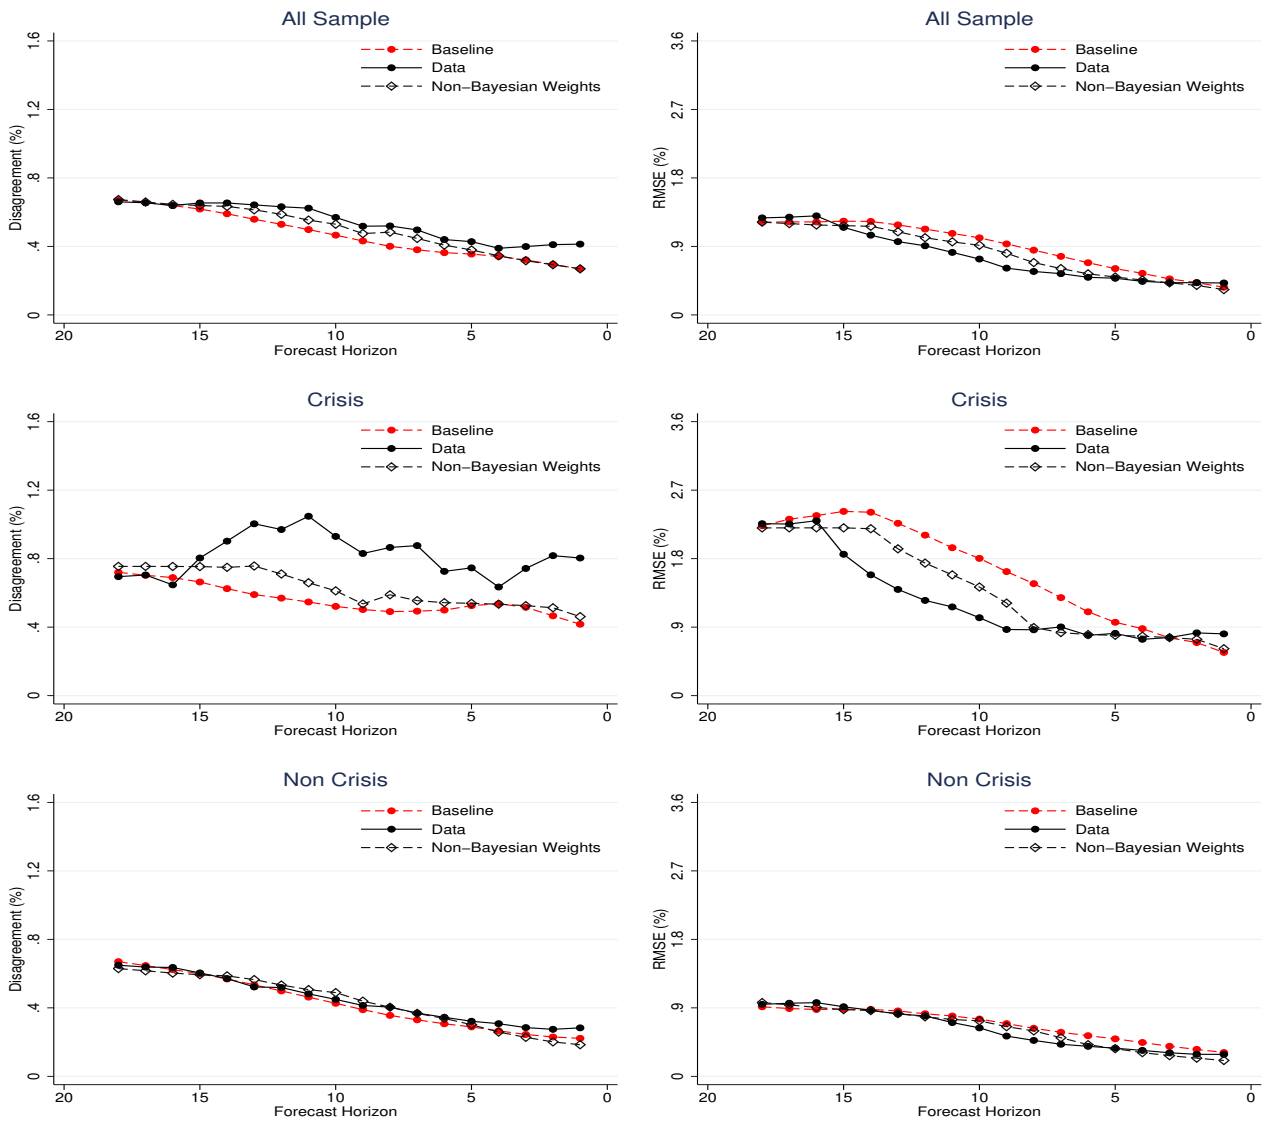 All Sample
Disagreement (%)
1.6
1.2
.8
.4
0
20 15 10 5 0
Forecast Horizon
Baseline
Data
Non-Bayesian Weights
All Sample
RMSE (%)
3.6
2.7
1.8
.9
0
20 15 10 5 0
Forecast Horizon
Baseline
Data
Non-Bayesian Weights
Crisis
Disagreement (%)
1.6
1.2
.8
.4
0
20 15 10 5 0
Forecast Horizon
Baseline
Data
Non-Bayesian Weights
Crisis
RMSE (%)
3.6
2.7
1.8
.9
0
20 15 10 5 0
Forecast Horizon
Baseline
Data
Non-Bayesian Weights
Non Crisis
Disagreement (%)
1.6
1.2
.8
.4
0
20 15 10 5 0
Forecast Horizon
Baseline
Data
Non-Bayesian Weights
Non Crisis
RMSE (%)
3.6
2.7
1.8
.9
0
20 15 10 5 0
Forecast Horizon
Baseline
Data
Non-Bayesian Weights